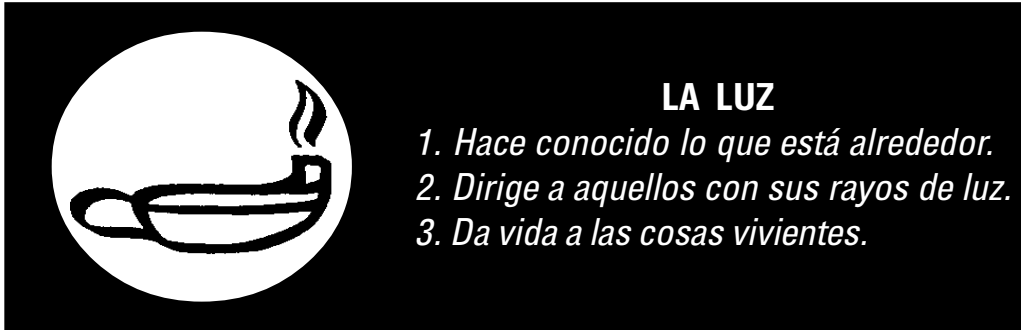 LA LUZ
1. Hace conocido lo que está alrededor.
2. Dirige a aquellos con sus rayos de luz.
3. Da vida a las cosas vivientes.